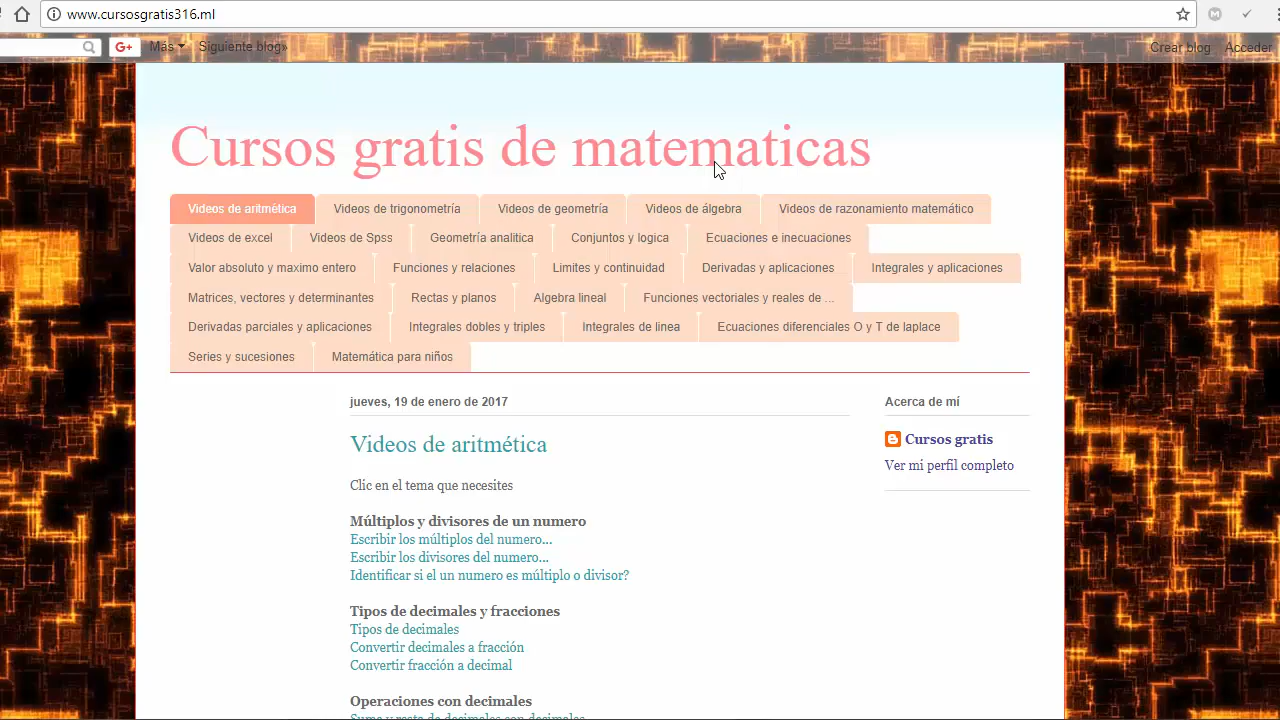 www.cursosgratis316.ml
G+ Más Siguiente blog» Crear blog Acceder
Cursos gratis de matematicas
Videos de aritmètica Videos de trigonometría Videos de geometría Videos de álgebra Videos de razonamiento matemático
Videos de excel Videos de Spss Geometría analitica Conjuntos y logica Ecuaciones e inecuaciones
Valor absoluto y maximo entero Funciones y relaciones Limites y continuidad Derivadas y aplicaciones Integrales y aplicaciones
Matrices, vectores y determinantes Rectas y planos Algebra lineal Funciones vectoriales y reales de ...
Derivadas parciales y aplicaciones Integrales dobles y triples Integrales de linea Ecuaciones diferenciales O y T de laplace
Series y sucesiones Matemática para niños
jueves, 19 de enero de 2017
Videos de aritmética
Clic en el tema que necesites
Múltiplos y divisores de un numero
Escribir los múltiplos del numero...
Escribir los divisores del numero...
Identificar si el un numero es múltiplo o divisor?
Tipos de decimales y fracciones
Tipos de decimales
Convertir decimales a fracción
Convertir fracción a decimal
Operaciones con decimales
Suma y resta de decimales con decimales
Acerca de mí
Cursos gratis
Ver mi perfil completo